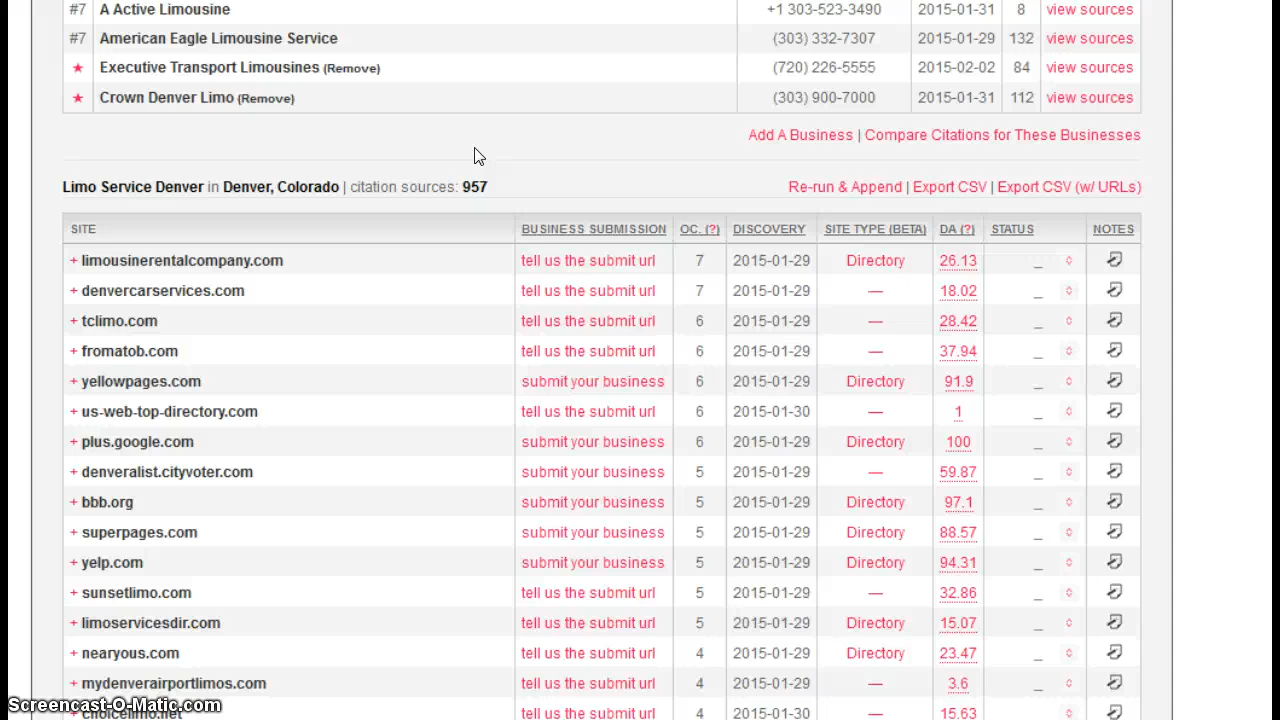 #7 A Active Limousine +1 303-523-3490 2015-01-31 8 view sources
#7 American Eagle Limousine Service (303) 332-7307 2015-01-29 132 view sources
★ Executive Transport Limousines (Remove) (720) 226-5555 2015-02-02 84 view sources
★ Crown Denver Limo (Remove) (303) 900-7000 2015-01-31 112 view sources
Add A Business | Compare Citations for These Businesses
Limo Service Denver in Denver, Colorado | citation sources: 957 Re-run & Append | Export CSV | Export CSV (w/ URLs)
SITE BUSINESS SUBMISSION OC. (?) DISCOVERY SITE TYPE (BETA) DA (?) STATUS NOTES
+ limousinerentalcompany.com tell us the submit url 7 2015-01-29 Directory 26.13 _
+ denvercarservices.com tell us the submit url 7 2015-01-29 — 18.02 _
+ tclimo.com tell us the submit url 6 2015-01-29 — 28.42 _
+ fromatob.com tell us the submit url 6 2015-01-29 — 37.94 _
+ yellowpages.com submit your business 6 2015-01-29 Directory 91.9 _
+ us-web-top-directory.com tell us the submit url 6 2015-01-30 — 1 _
+ plus.google.com submit your business 6 2015-01-29 Directory 100 _
+ denveralist.cityvoter.com submit your business 5 2015-01-29 — 59.87 _
+ bbb.org submit your business 5 2015-01-29 Directory 97.1 _
+ superpages.com submit your business 5 2015-01-29 Directory 88.57 _
+ yelp.com submit your business 5 2015-01-29 Directory 94.31 _
+ sunsetlimo.com tell us the submit url 5 2015-01-29 — 32.86 _
+ limoservicesdir.com tell us the submit url 5 2015-01-29 Directory 15.07 _
+ nearyous.com tell us the submit url 4 2015-01-29 Directory 23.47 _
+ mydenverairportlimos.com tell us the submit url 4 2015-01-29 — 3.6 _
+ choicelimo.net tell us the submit url 4 2015-01-30 — 15.63 _
Screencast-O-Matic.com